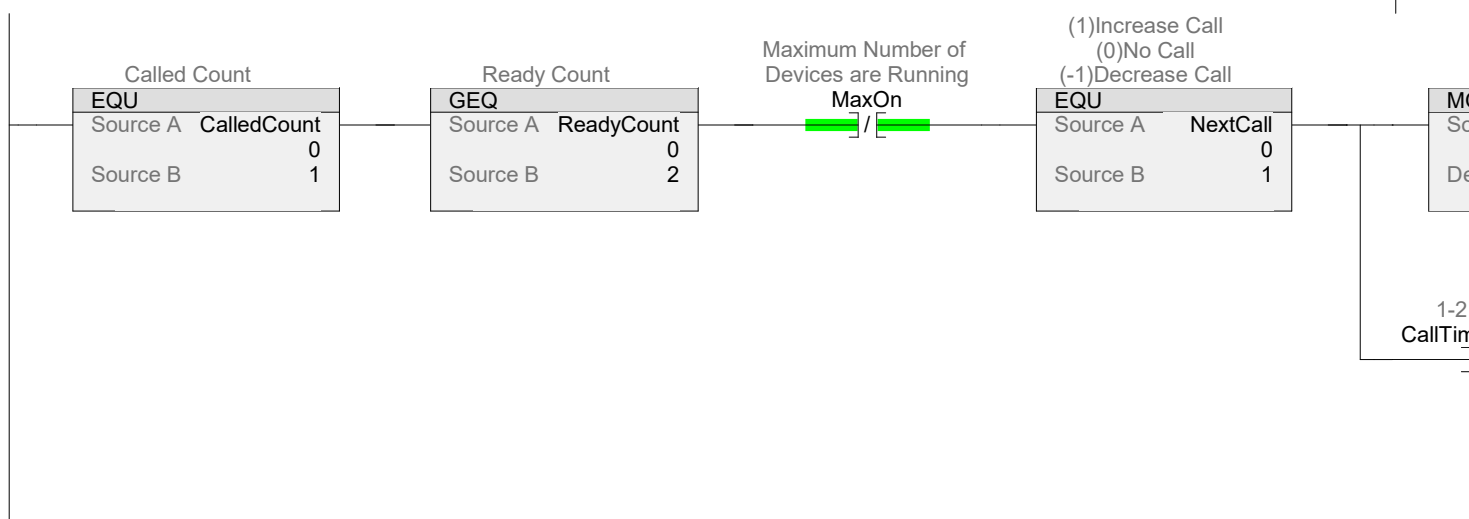 (1)Increase Call
(0)No Call
(-1)Decrease Call
Maximum Number of
Devices are Running
Called Count
Ready Count
MaxOn
EQU
Source A CalledCount
0
Source B 1
GEQ
Source A ReadyCount
0
Source B 2
/
EQU
Source A NextCall
0
Source B 1
1-2